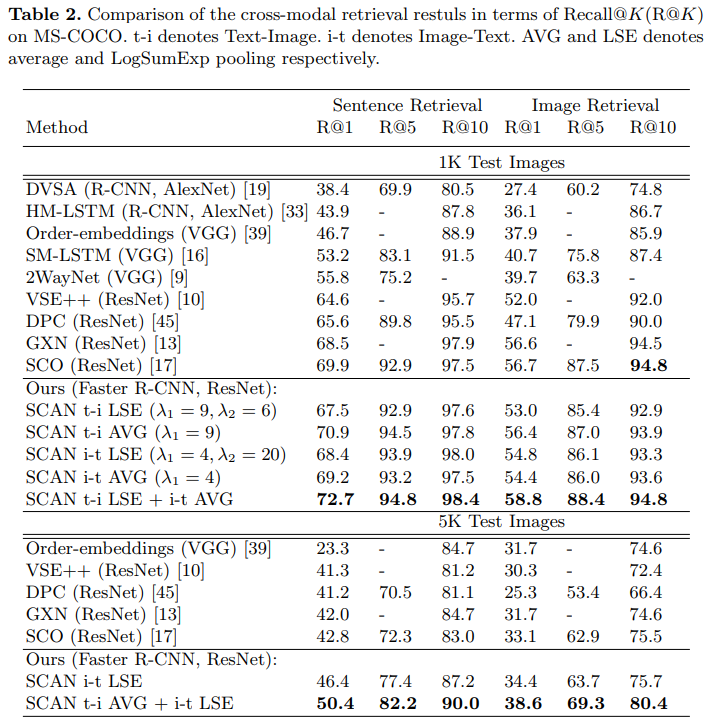 Table 2. Comparison of the cross-modal retrieval restuls in terms of Recall@K(R@K)
on MS-COCO. t-i denotes Text-Image. i-t denotes Image-Text. AVG and LSE denotes
average and LogSumExp pooling respectively.
Sentence Retrieval Image Retrieval
Method R@1 R@5 R@10 R@1 R@5 R@10
1K Test Images
DVSA (R-CNN, AlexNet) [19] 38.4 69.9 80.5 27.4 60.2 74.8
HM-LSTM (R-CNN, AlexNet) [33] 43.9 - 87.8 36.1 - 86.7
Order-embeddings (VGG) [39] 46.7 - 88.9 37.9 - 85.9
SM-LSTM (VGG) [16] 53.2 83.1 91.5 40.7 75.8 87.4
2WayNet (VGG) [9] 55.8 75.2 - 39.7 63.3 -
VSE++ (ResNet) [10] 64.6 - 95.7 52.0 - 92.0
DPC (ResNet) [45] 65.6 89.8 95.5 47.1 79.9 90.0
GXN (ResNet) [13] 68.5 - 97.9 56.6 - 94.5
SCO (ResNet) [17] 69.9 92.9 97.5 56.7 87.5 94.8
Ours (Faster R-CNN, ResNet):
SCAN t-i LSE (λ1 = 9, λ2 = 6) 67.5 92.9 97.6 53.0 85.4 92.9
SCAN t-i AVG (λ1 = 9) 70.9 94.5 97.8 56.4 87.0 93.9
SCAN i-t LSE (λ1 = 4, λ2 = 20) 68.4 93.9 98.0 54.8 86.1 93.3
SCAN i-t AVG (λ1 = 4) 69.2 93.2 97.5 54.4 86.0 93.6
SCAN t-i LSE + i-t AVG 72.7 94.8 98.4 58.8 88.4 94.8
5K Test Images
Order-embeddings (VGG) [39] 23.3 - 84.7 31.7 - 74.6
VSE++ (ResNet) [10] 41.3 - 81.2 30.3 - 72.4
DPC (ResNet) [45] 41.2 70.5 81.1 25.3 53.4 66.4
GXN (ResNet) [13] 42.0 - 84.7 31.7 - 74.6
SCO (ResNet) [17] 42.8 72.3 83.0 33.1 62.9 75.5
Ours (Faster R-CNN, ResNet):
SCAN i-t LSE 46.4 77.4 87.2 34.4 63.7 75.7
SCAN t-i AVG + i-t LSE 50.4 82.2 90.0 38.6 69.3 80.4